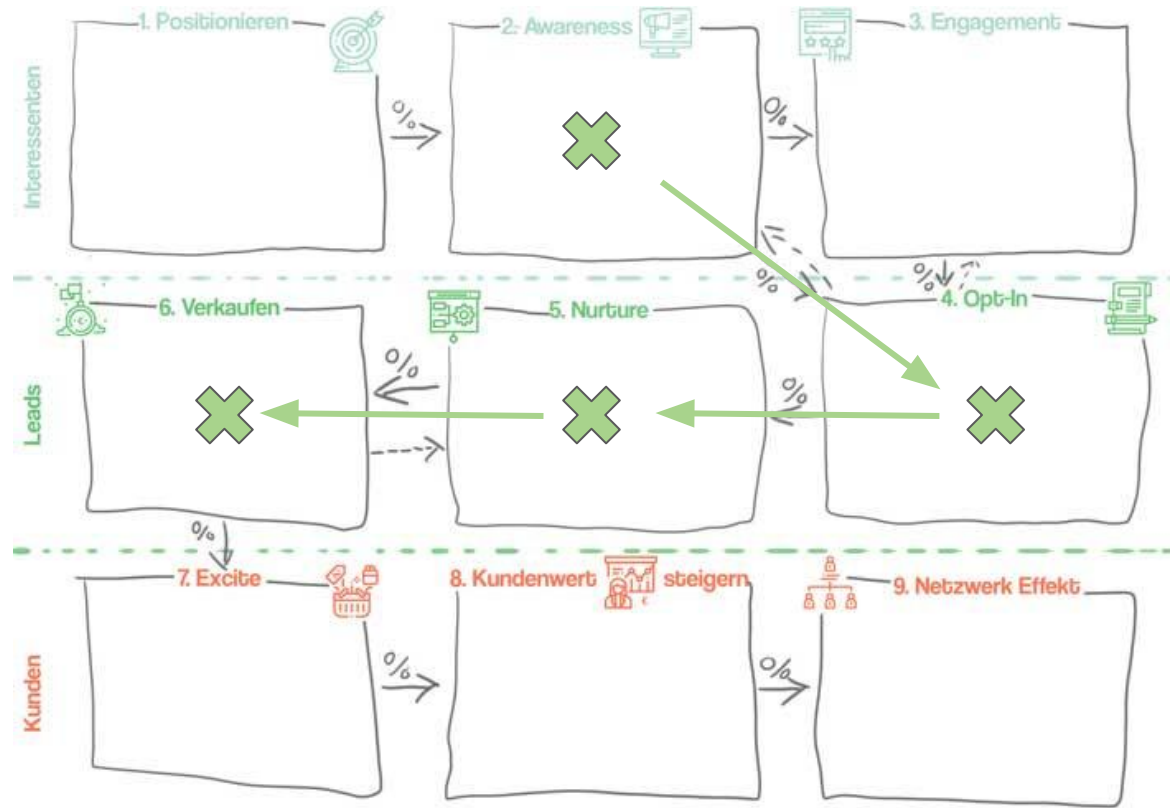 Interessenten
1. Positionieren
2. Awareness
3. Engagement
%
%
%
%
Leads
6. Verkaufen
5. Nurture
4. Opt-In
%
%
%
Kunden
7. Excite
8. Kundenwert steigern
9. Netzwerk Effekt
%
%